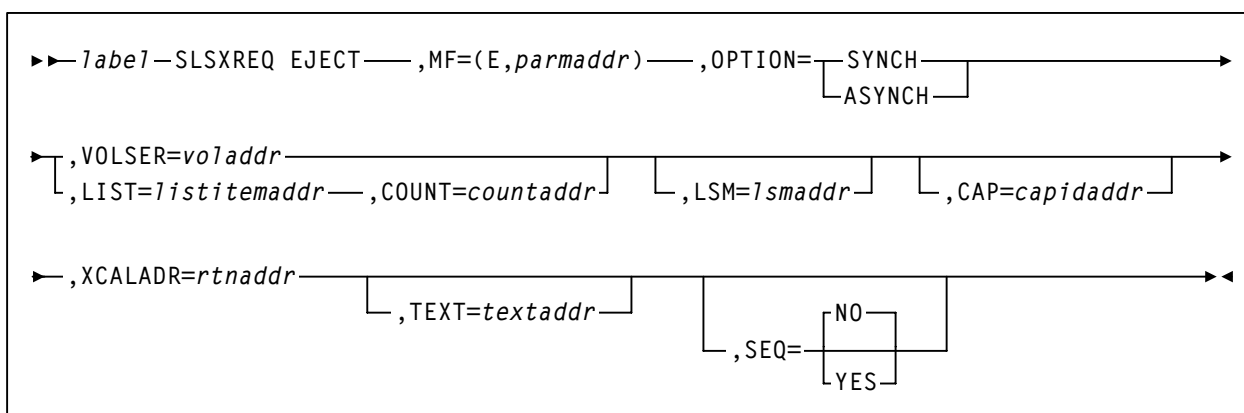 label SLSXREQ EJECT ,MF=(E,parmaddr) ,OPTION= SYNCH
ASYNCH
,VOLSER=voladdr
,LIST=listitemaddr ,COUNT=countaddr ,LSM=lsmaddr ,CAP=capidaddr
,XCALADR=rtnaddr
,TEXT=textaddr
NO
,SEQ=
YES